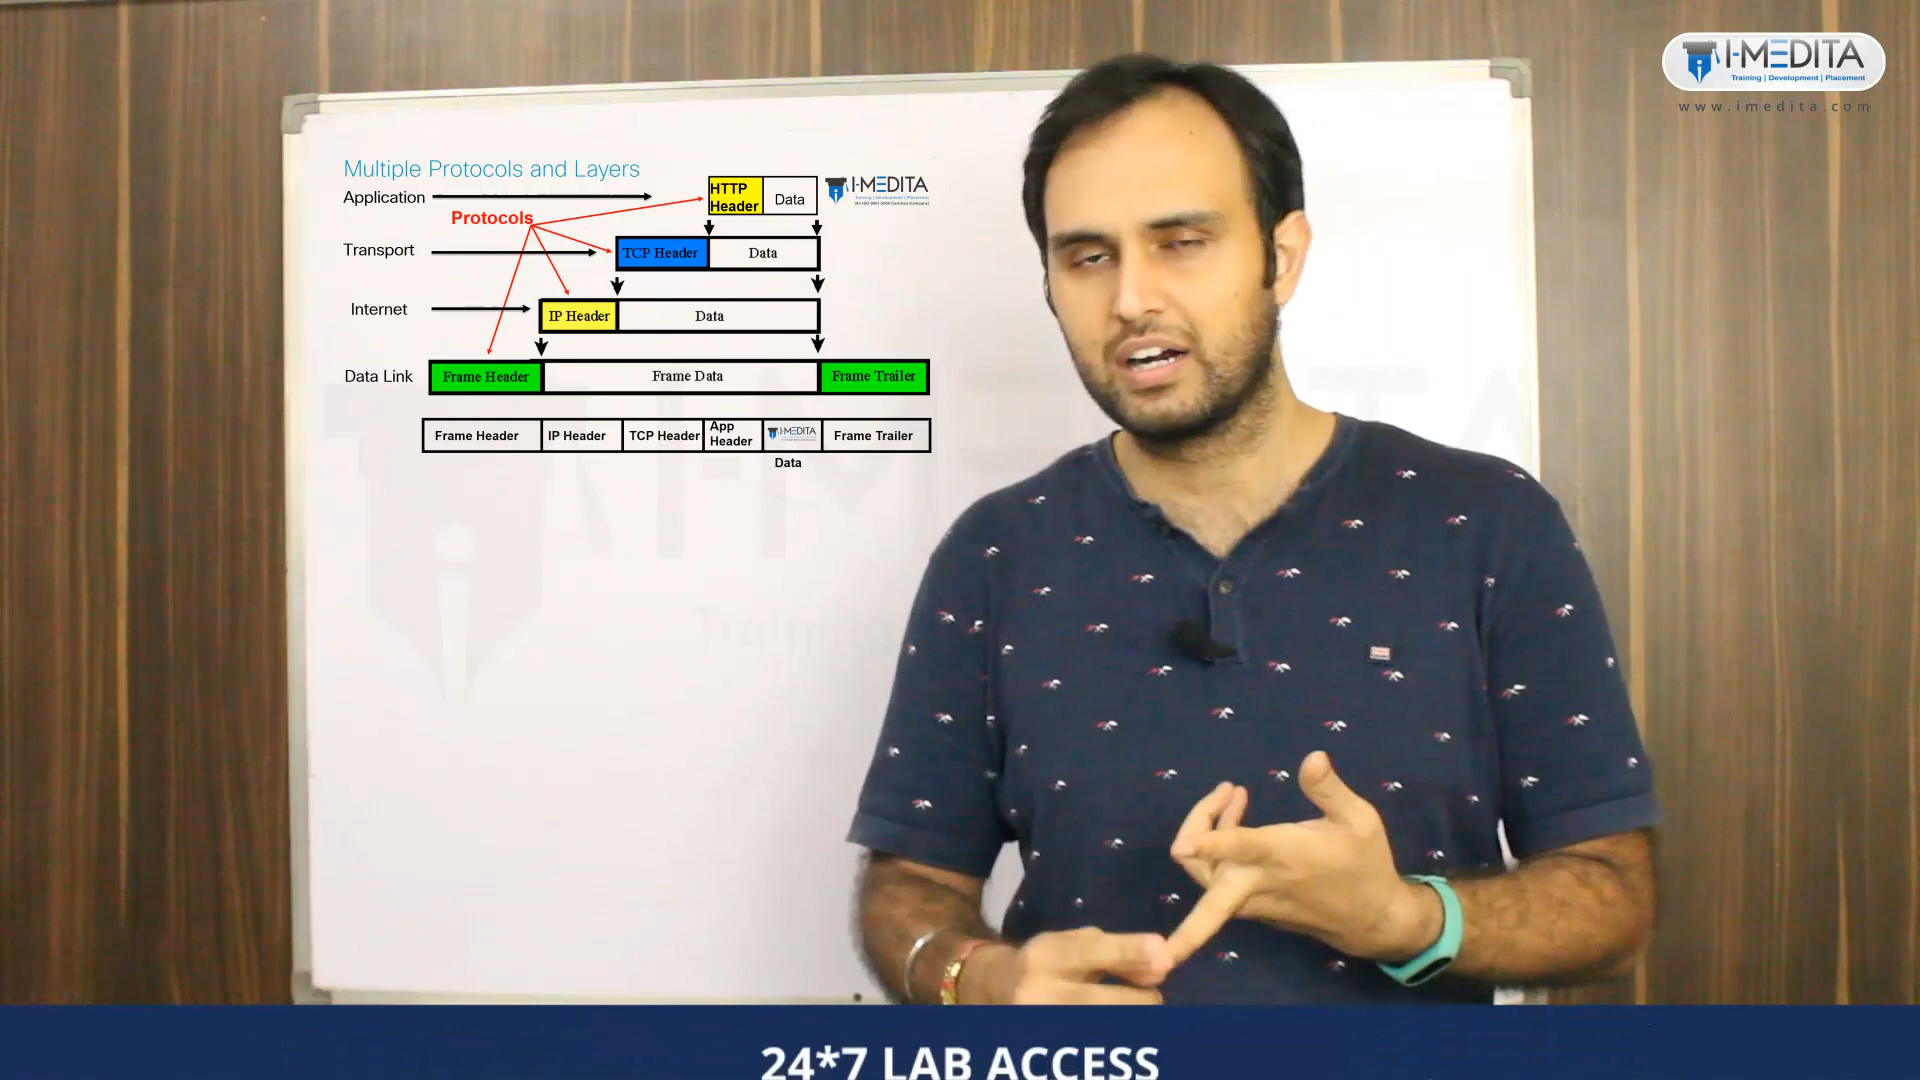 I-MEDITA
Training | Development | Placement
www.imedita.com
Multiple Protocols and Layers
Application
HTTP
Header
Data
I-MEDITA
Protocols
Transport
TCP Header
Data
Internet
IP Header
Data
Data Link
Frame Header
Frame Data
Frame Trailer
Frame Header
IP Header
TCP Header
App
Header
I-MEDITA
Frame Trailer
Data
24*7 LAB ACCESS